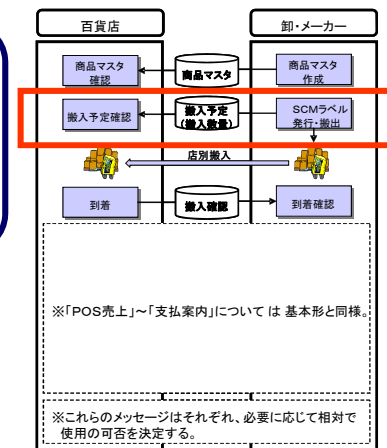 百貨店
卸・メーカー
商品マスタ
確認
商品マスタ
商品マスタ
作成
搬入予定確認
搬入予定
(搬入数量)
SCMラベル
発行・搬出
店別搬入
到着
搬入確認
到着確認
※「POS売上」～「支払案内」については 基本形と同様。
※これらのメッセージはそれぞれ、必要に応じて相対で
使用の可否を決定する。